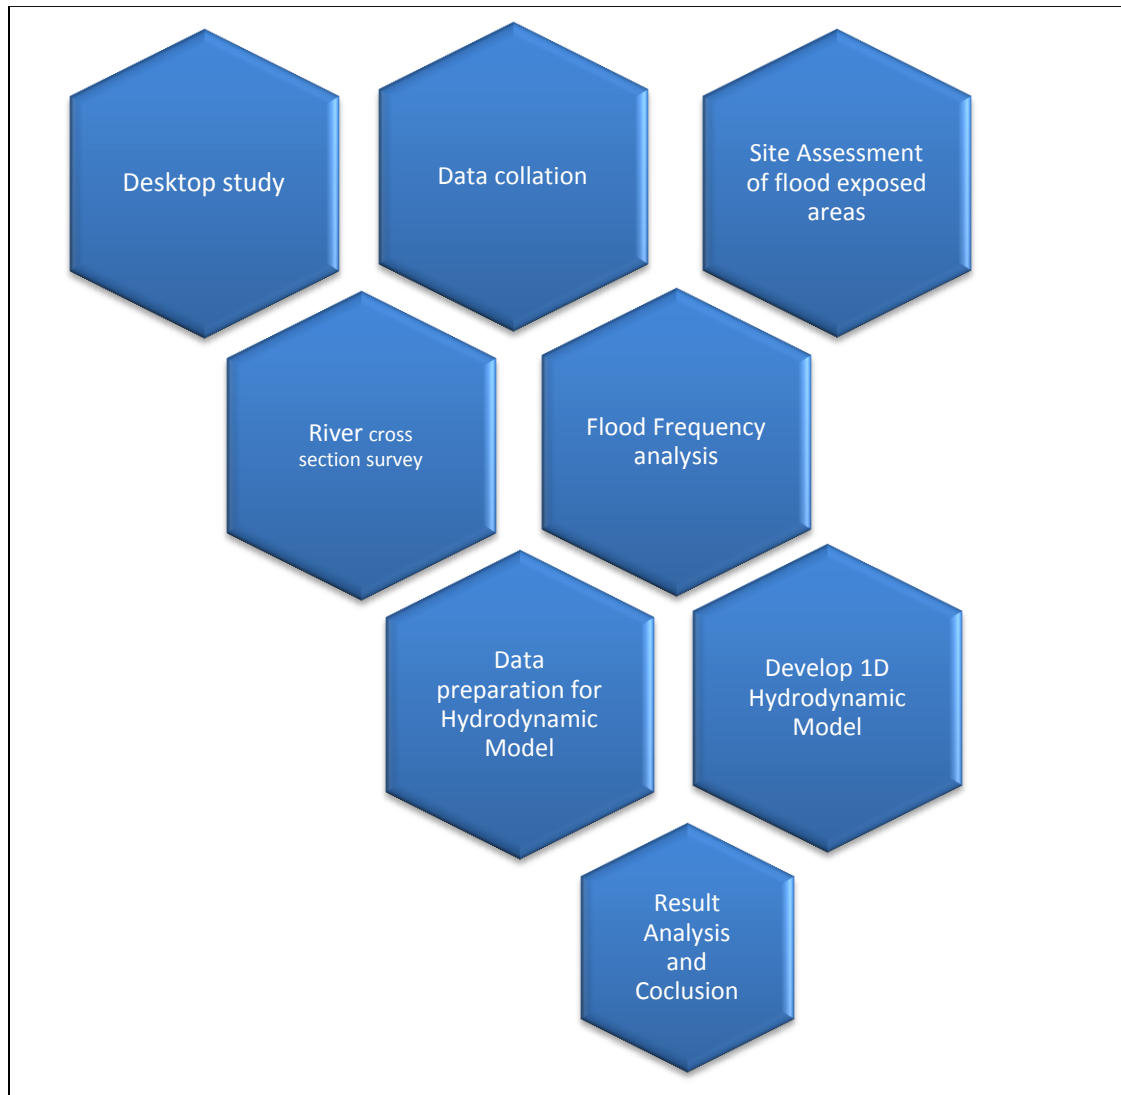 Desktop study
Data collation
Site Assessment
of flood exposed
areas
River cross
section survey
Flood Frequency
analysis
Data
preparation for
Hydrodynamic
Model
Develop 1D
Hydrodynamic
Model
Result
Analysis
and
Coclusion